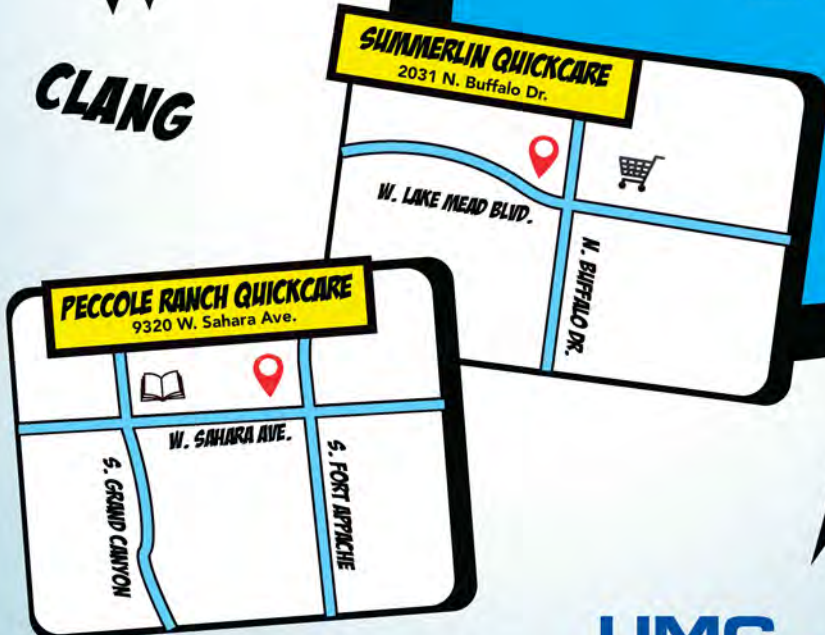 CLANG
SUMMERLIN QUICKCARE
2031 N. Buffalo Dr.
W. LAKE MEAD BLVD.
N. BUFFALO DR.
PECCOLE RANCH QUICKCARE
9320 W. Sahara Ave.
W. SAHARA AVE.
S. GRAND CANYON
S. FORT APPACHE
UMC